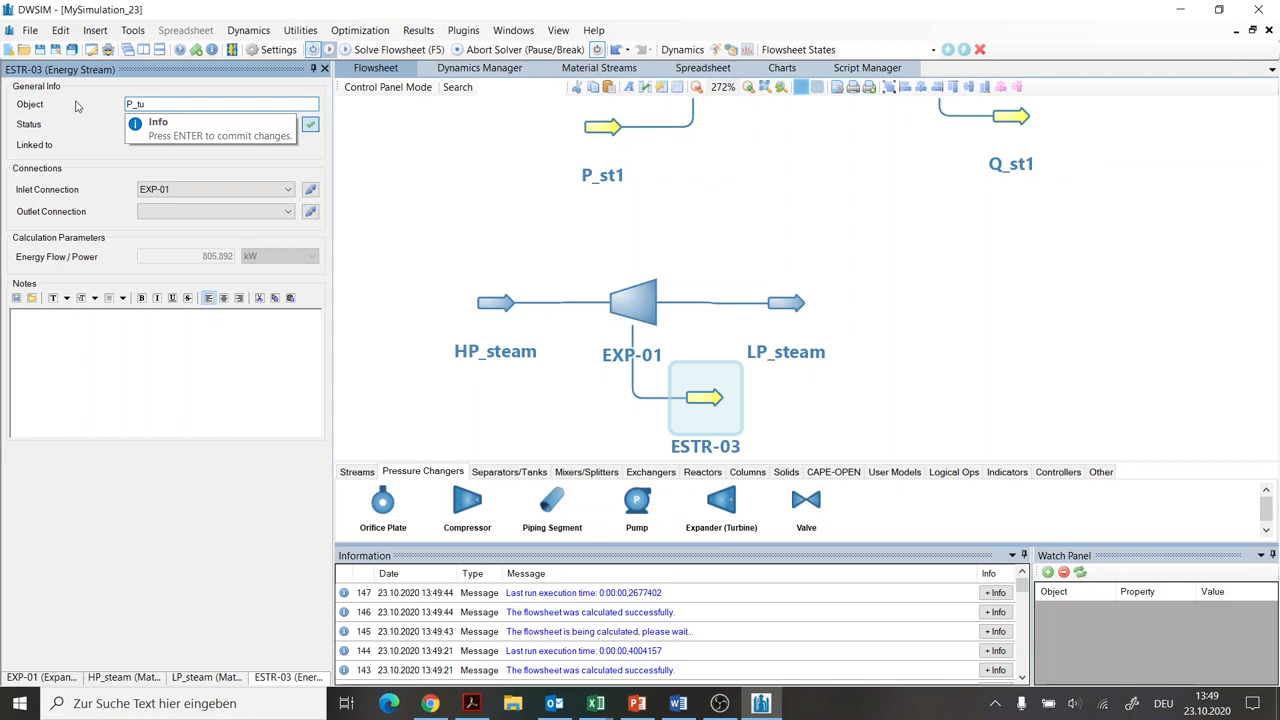 DWSIM - [MySimulation_23]
File Edit Insert Tools Spreadsheet Dynamics Utilities Optimization Results Plugins Windows View Help
Settings Solve Flowsheet (F5) Abort Solver (Pause/Break) Dynamics Flowsheet States
ESTR-03 (Energy Stream)
Flowsheet Dynamics Manager Material Streams Spreadsheet Charts Script Manager
General Info
Control Panel Mode Search 272%
Object P_tu
Info
Status
Press ENTER to commit changes.
Linked to
P_st1
Q_st1
Connections
Inlet Connection EXP-01
Outlet Connection
Calculation Parameters
Energy Flow / Power 805,892 kW
Notes
T T B I U S
HP_steam EXP-01 LP_steam
ESTR-03
Streams Pressure Changers Separators/Tanks Mixers/Splitters Exchangers Reactors Columns Solids CAPE-OPEN User Models Logical Ops Indicators Controllers Other
P
Orifice Plate Compressor Piping Segment Pump Expander (Turbine) Valve
Information Watch Panel
Date Type Message Info
Object Property Value
147 23.10.2020 13:49:44 Message Last run execution time: 0:00:00,2677402 + Info
146 23.10.2020 13:49:44 Message The flowsheet was calculated successfully. + Info
145 23.10.2020 13:49:43 Message The flowsheet is being calculated, please wait... + Info
144 23.10.2020 13:49:21 Message Last run execution time: 0:00:00,4004157 + Info
143 23.10.2020 13:49:21 Message The flowsheet was calculated successfully. + Info
EXP-01 (Expan... HP_steam (Mat... LP_steam (Mat... ESTR-03 (Ener...
Zur Suche Text hier eingeben
DEU
13:49
23.10.2020